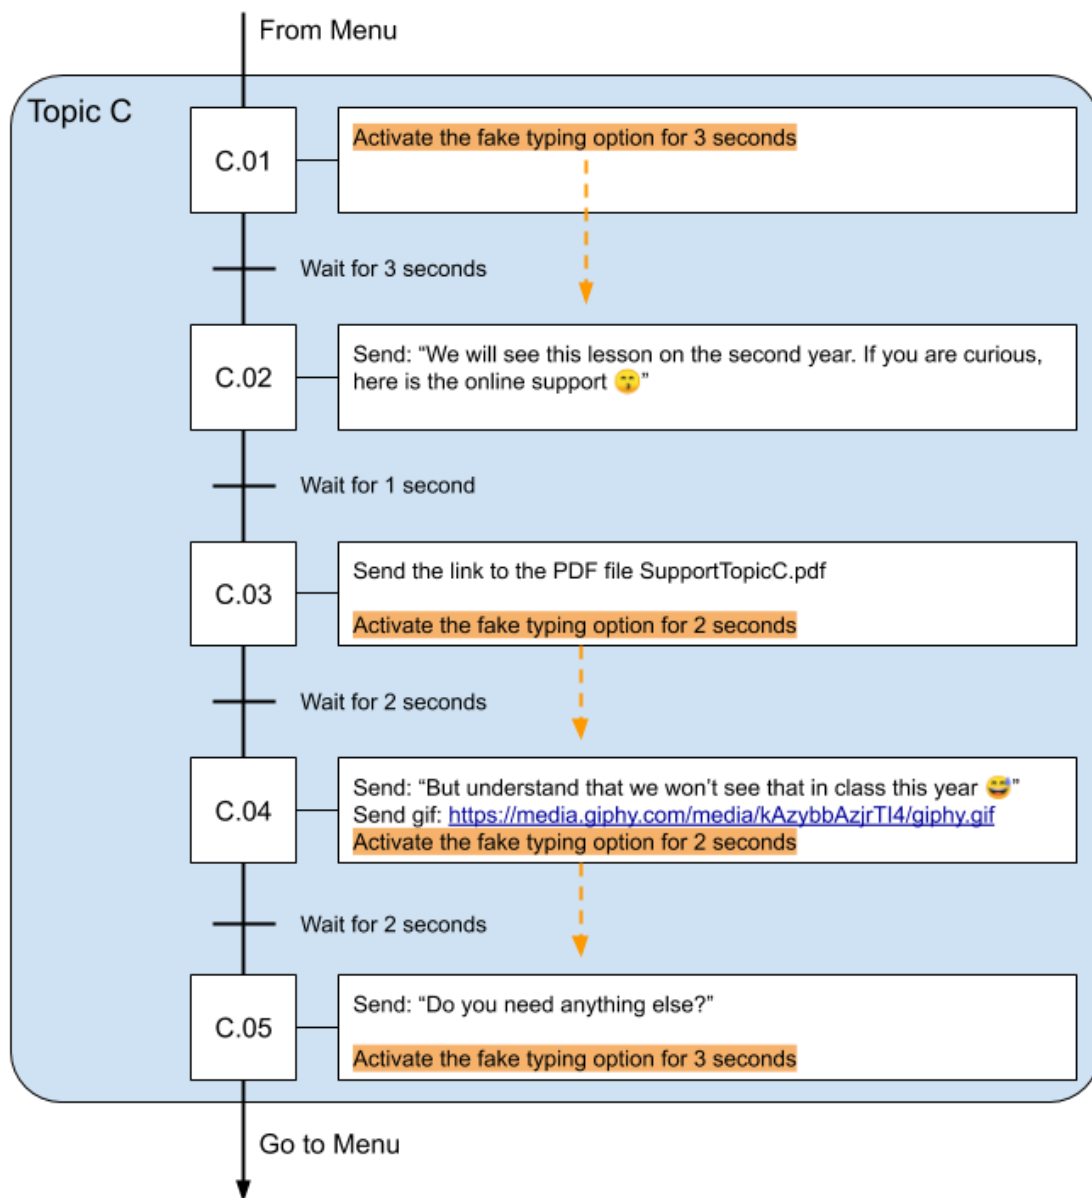 From Menu
Topic C
C.01
Activate the fake typing option for 3 seconds
Wait for 3 seconds
C.02
Send: “We will see this lesson on the second year. If you are curious,
here is the online support 😙”
Wait for 1 second
C.03
Send the link to the PDF file SupportTopicC.pdf
Activate the fake typing option for 2 seconds
Wait for 2 seconds
C.04
Send: “But understand that we won’t see that in class this year 😅”
Send gif: https://media.giphy.com/media/kAzybbAzjrTI4/giphy.gif
Activate the fake typing option for 2 seconds
Wait for 2 seconds
C.05
Send: “Do you need anything else?”
Activate the fake typing option for 3 seconds
Go to Menu